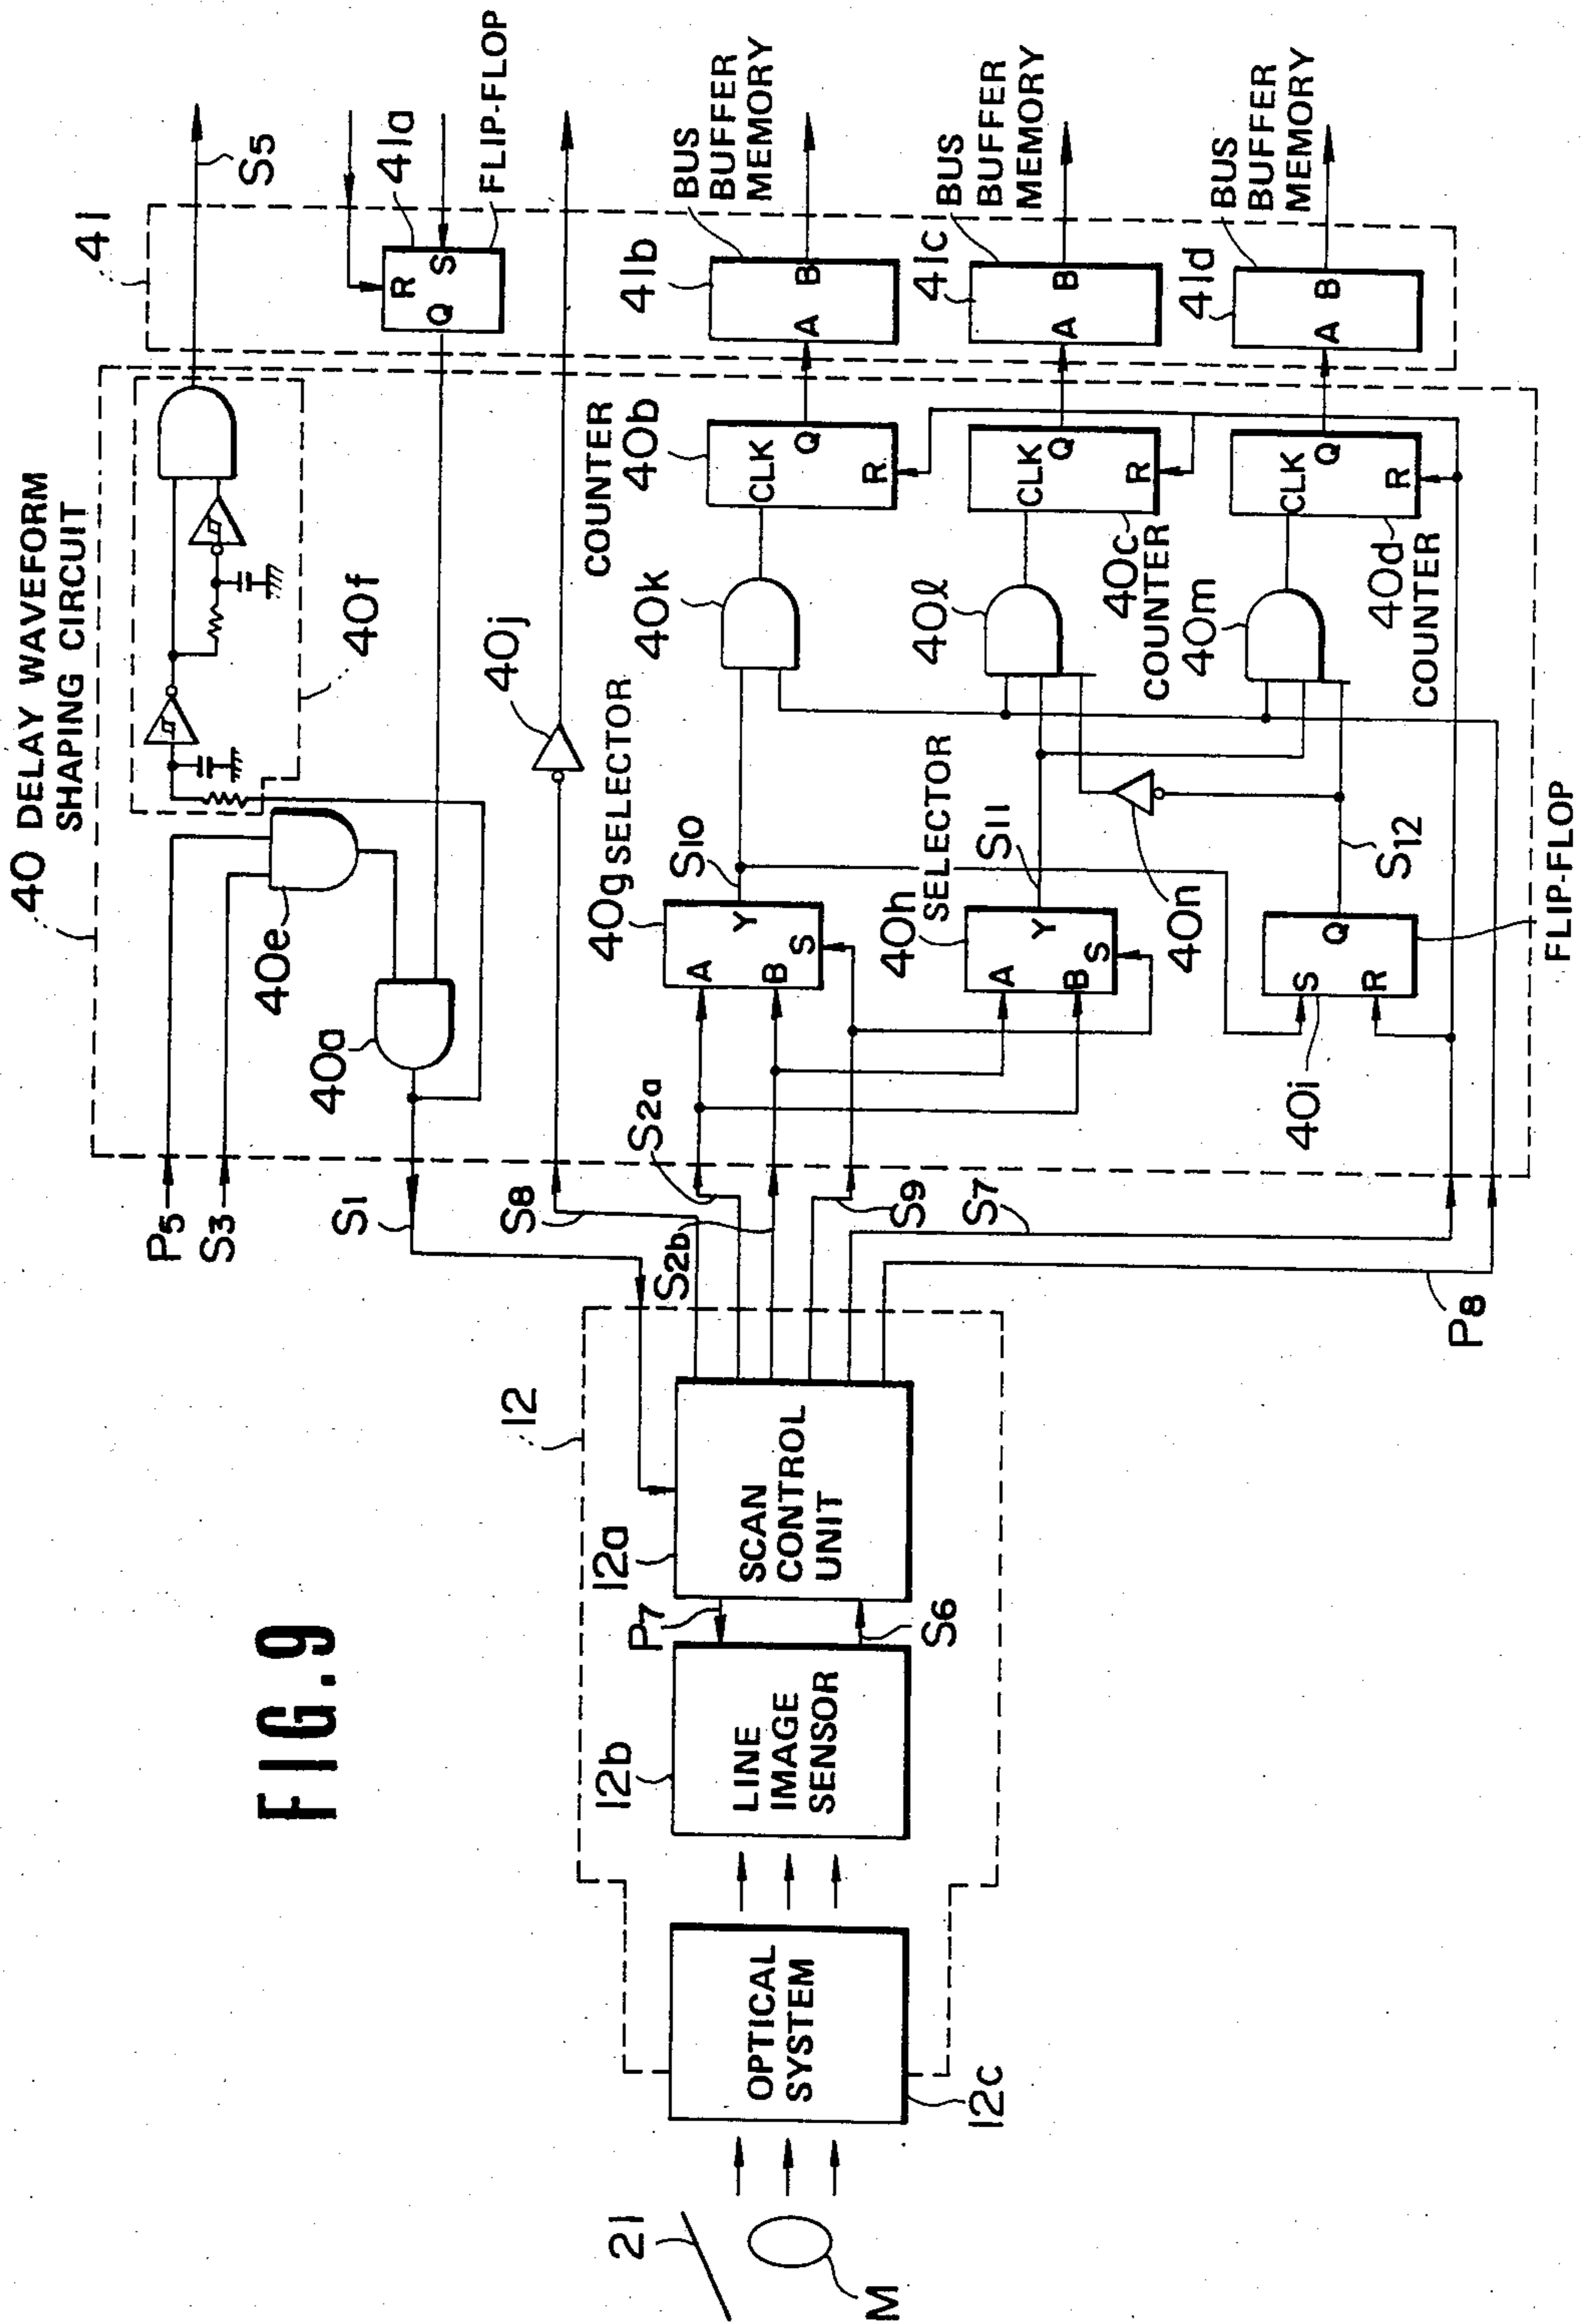 FIG.9
40 DELAY WAVEFORM
SHAPING CIRCUIT
41
S5
41a
FLIP-FLOP
R
S
Q
40f
P5
S3
40e
40a
S1
S8
40j
COUNTER
40b
CLK
Q
R
41b
A
B
BUS
BUFFER
MEMORY
40k
40g SELECTOR
A
B
Y
S
S10
S2a
S2b
40l
CLK
Q
R
40c
COUNTER
41c
A
B
BUS
BUFFER
MEMORY
40h
SELECTOR
A
B
Y
S
S11
40n
S9
S7
40m
CLK
Q
R
40d
COUNTER
41d
A
B
BUS
BUFFER
MEMORY
S
R
Q
40i
S12
FLIP-FLOP
P8
12
12a
SCAN
CONTROL
UNIT
P7
S6
12b
LINE
IMAGE
SENSOR
OPTICAL
SYSTEM
12c
21
M